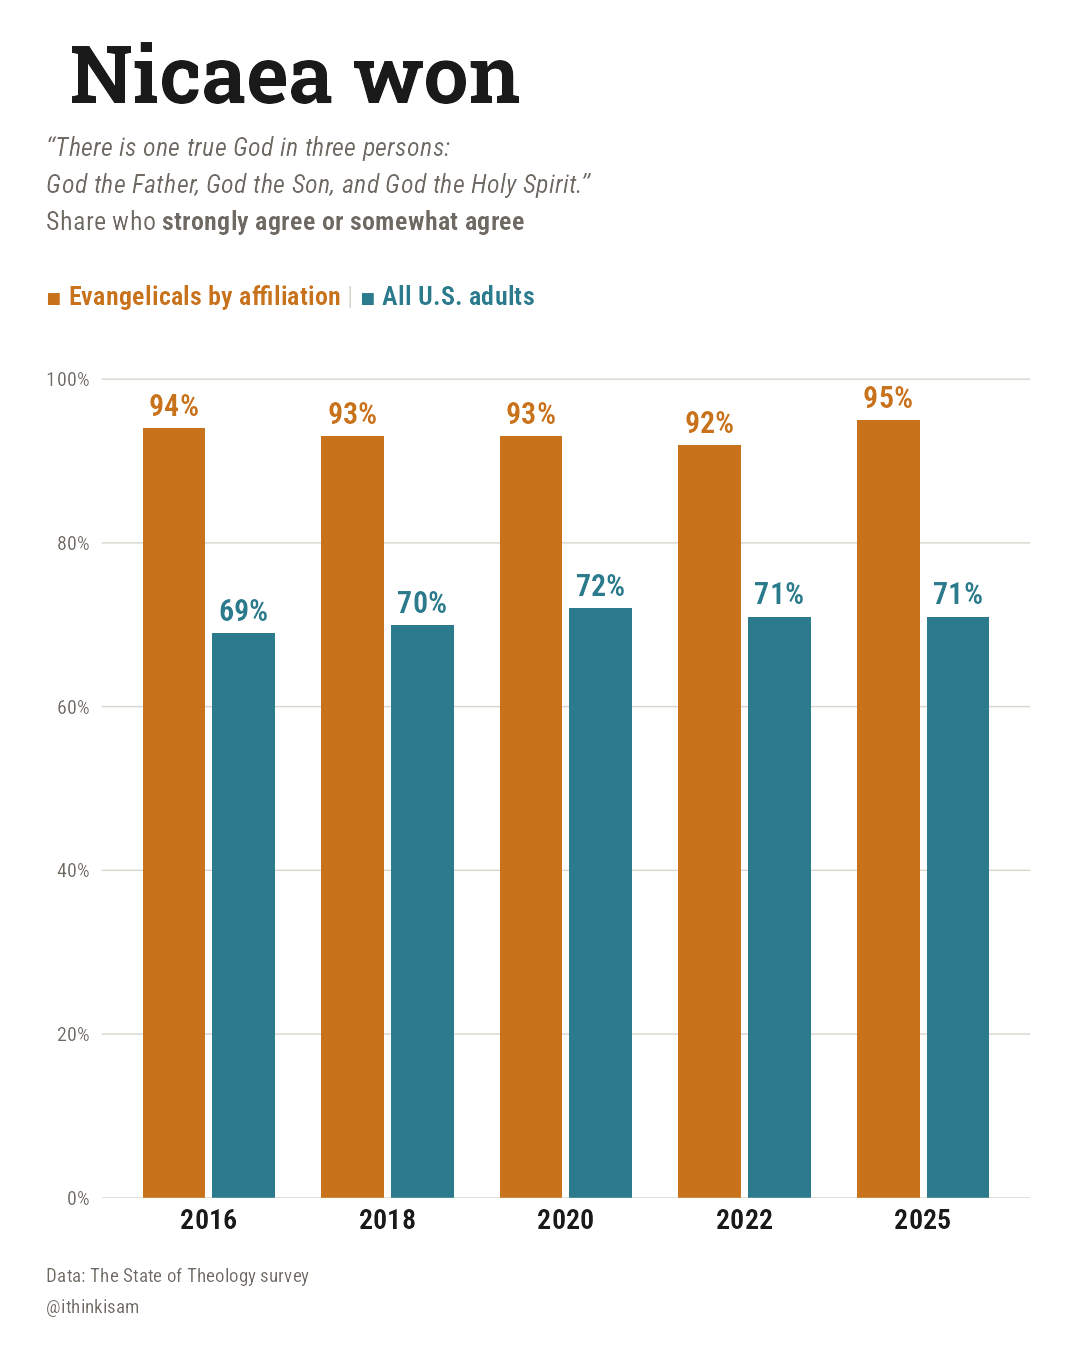 Nicaea won
“There is one true God in three persons:
God the Father, God the Son, and God the Holy Spirit.”
Share who strongly agree or somewhat agree
■ Evangelicals by affiliation | ■ All U.S. adults
100%
80%
60%
40%
20%
0%
94% 69% 93% 70% 93% 72% 92% 71% 95% 71%
2016 2018 2020 2022 2025
Data: The State of Theology survey
@ithinkisam